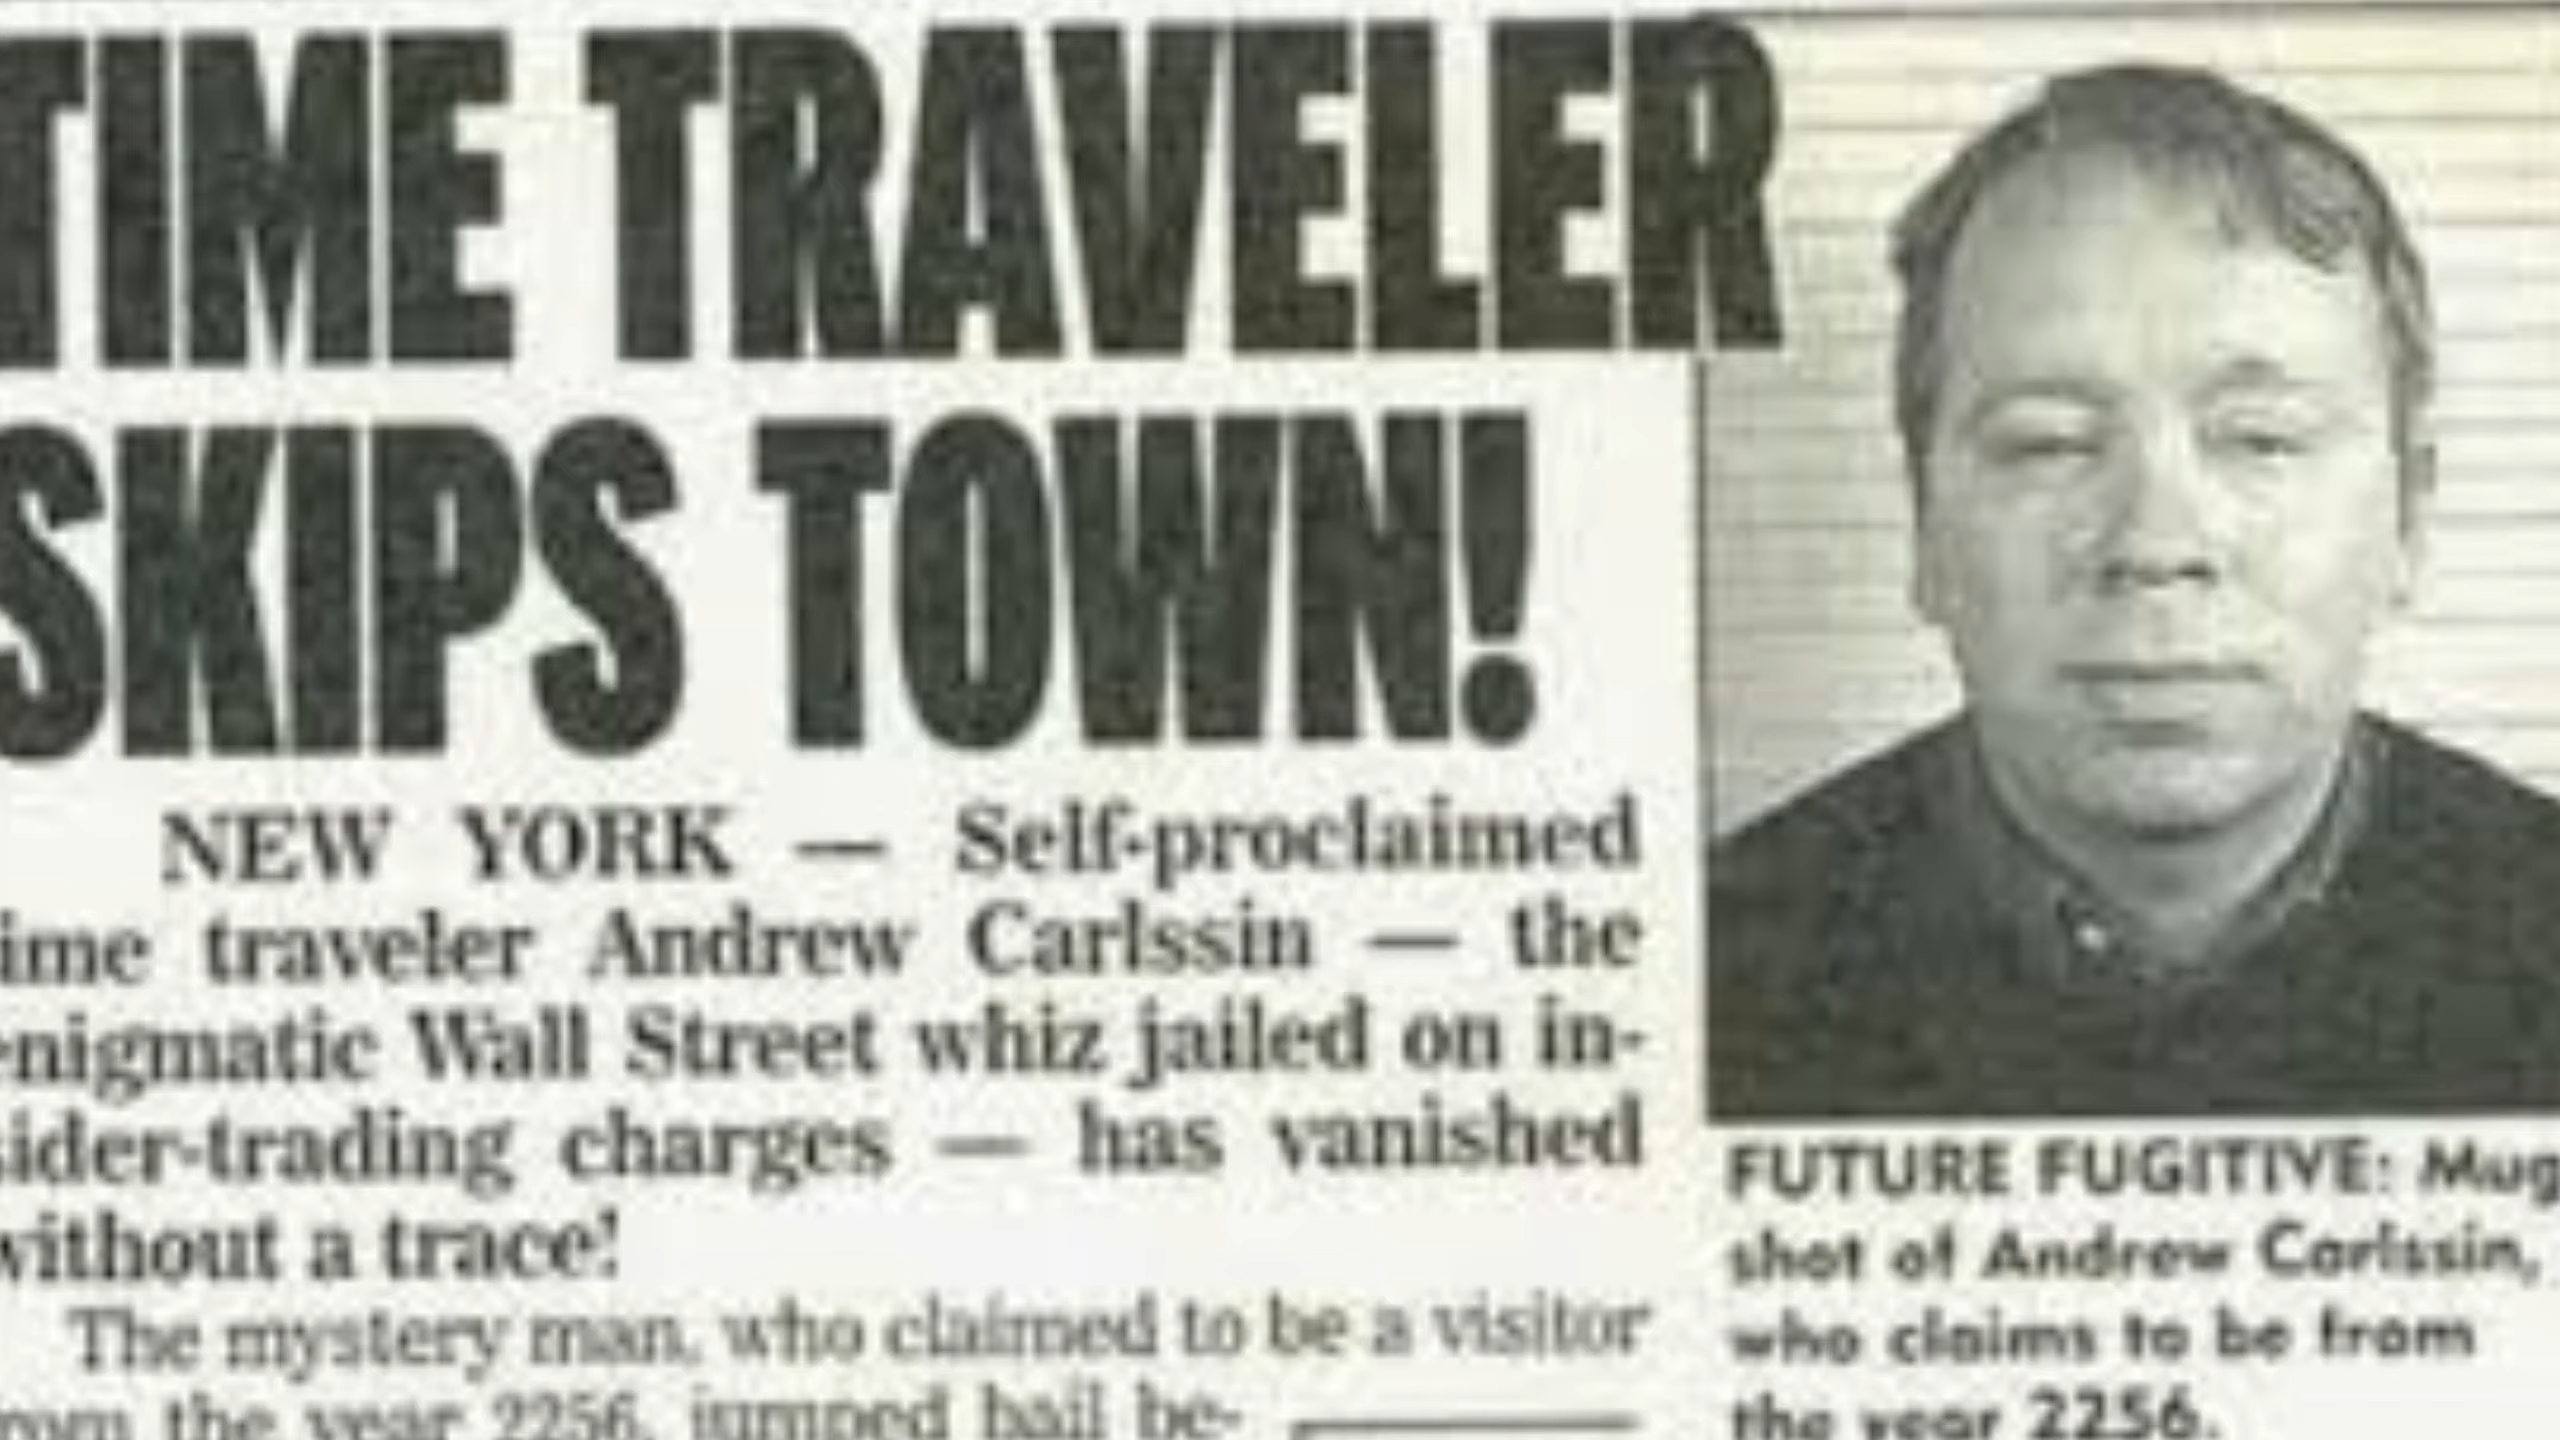 TIME TRAVELER
SKIPS TOWN!
NEW YORK — Self-proclaimed
ime traveler Andrew Carlssin — the
enigmatic Wall Street whiz jailed on in-
sider-trading charges — has vanished
without a trace!
The mystery man, who claimed to be a visitor
rom the year 2256, jumped bail be-
FUTURE FUGITIVE: Mug
shot of Andrew Carlssin,
who claims to be from
the year 2256.